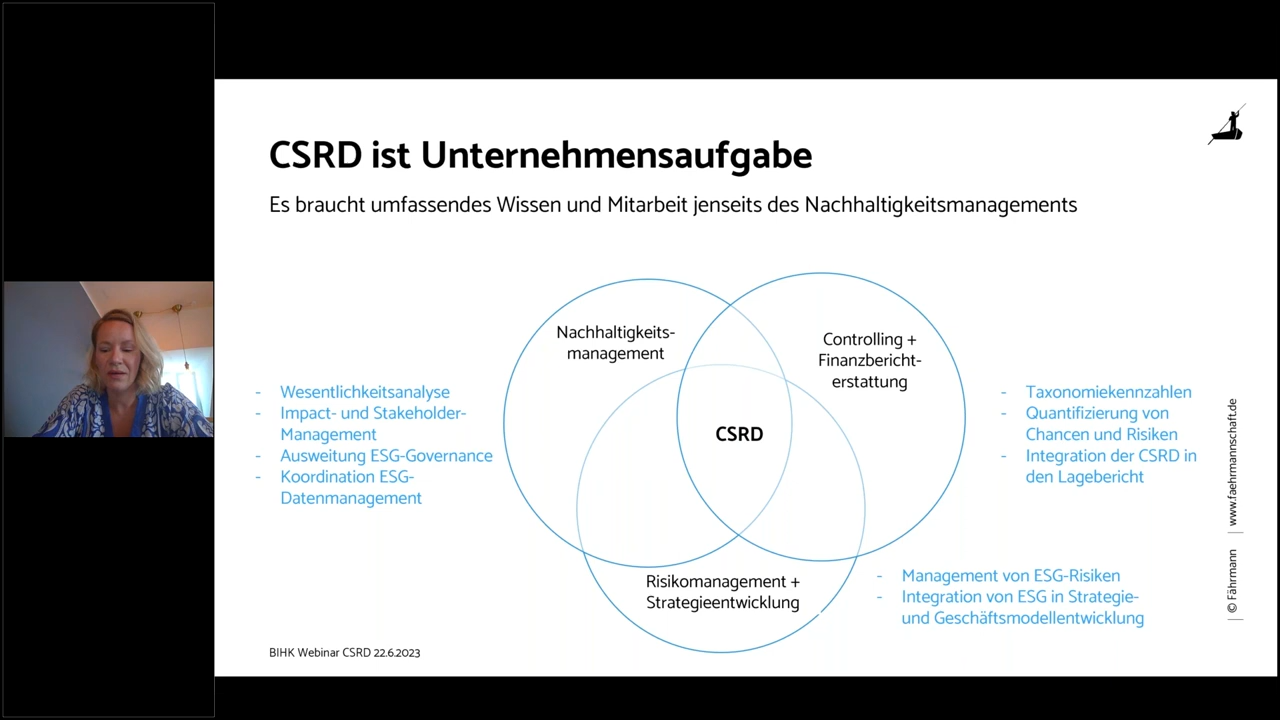 CSRD ist Unternehmensaufgabe
Es braucht umfassendes Wissen und Mitarbeit jenseits des Nachhaltigkeitsmanagements
Nachhaltigkeits-
management
Controlling +
Finanzbericht-
erstattung
CSRD
Risikomanagement +
Strategieentwicklung
- Wesentlichkeitsanalyse
- Impact- und Stakeholder-
Management
- Ausweitung ESG-Governance
- Koordination ESG-
Datenmanagement
- Taxonomiekennzahlen
- Quantifizierung von
Chancen und Risiken
- Integration der CSRD in
den Lagebericht
- Management von ESG-Risiken
- Integration von ESG in Strategie-
und Geschäftsmodellentwicklung
BIHK Webinar CSRD 22.6.2023
| © Fährmann | www.faehrmannschaft.de